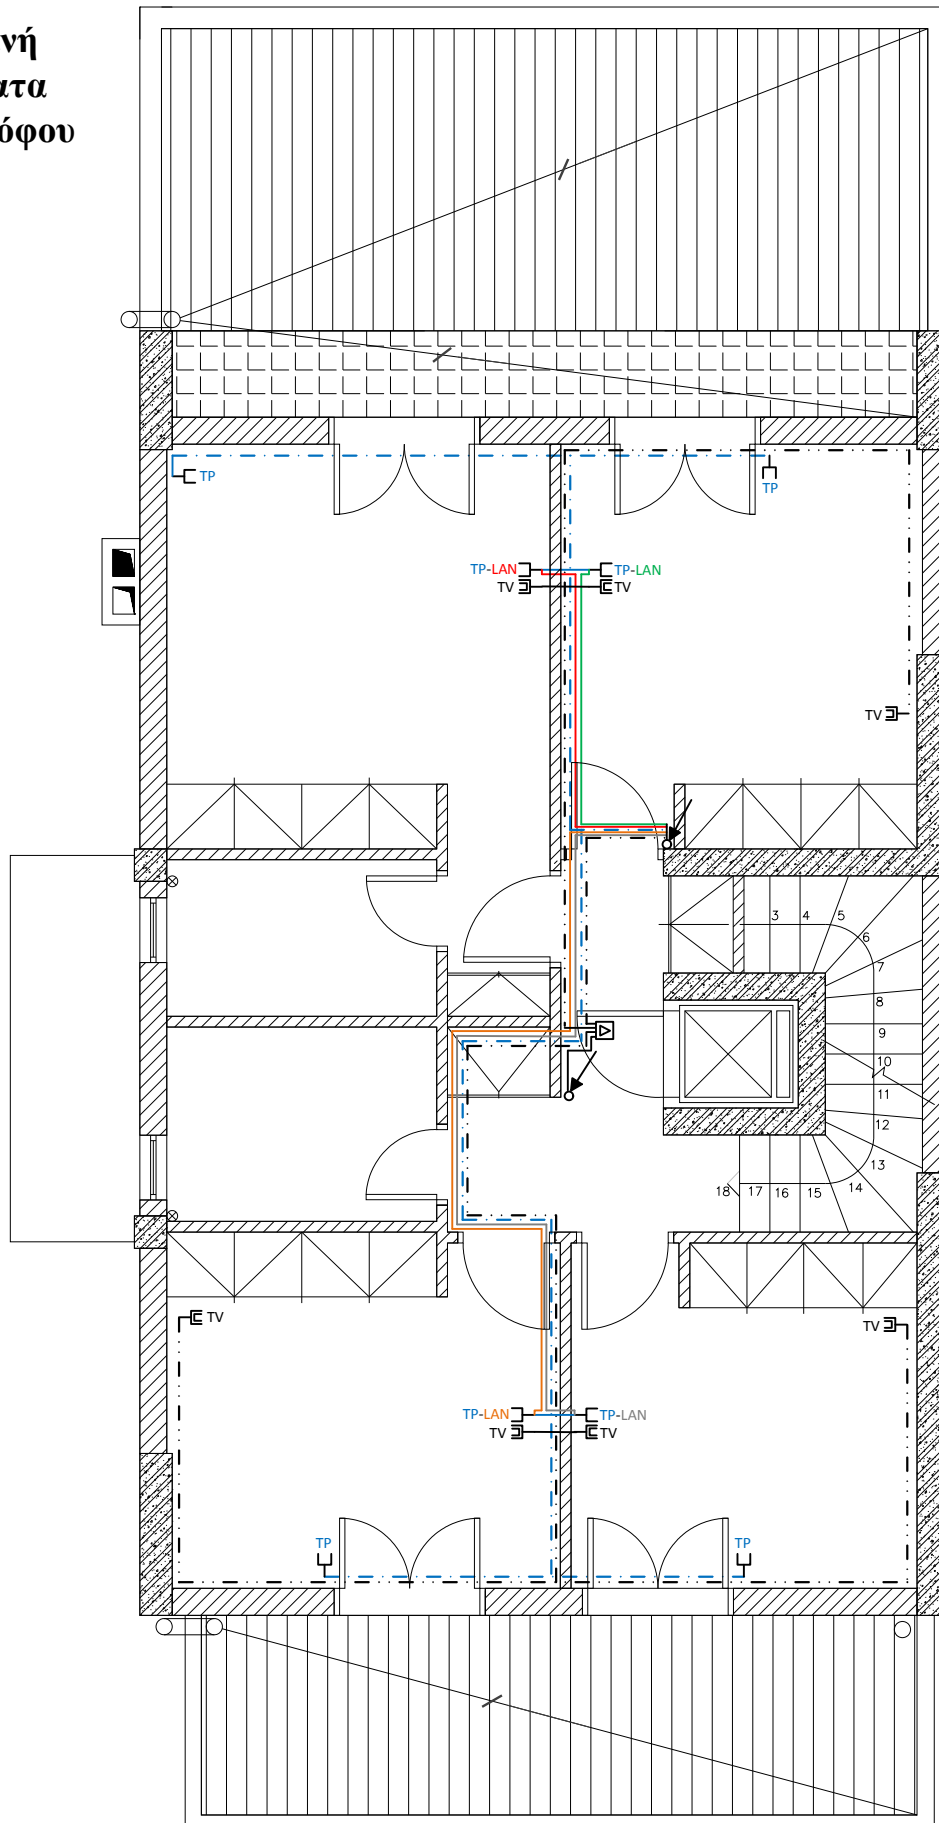 νή
ατα
όφου
TP
TP
TP-LAN
TP-LAN
TV
TV
TV
3
4
5
6
7
8
9
10
11
12
13
14
15
16
17
18
TV
TV
TP-LAN
TP-LAN
TV
TV
TP
TP